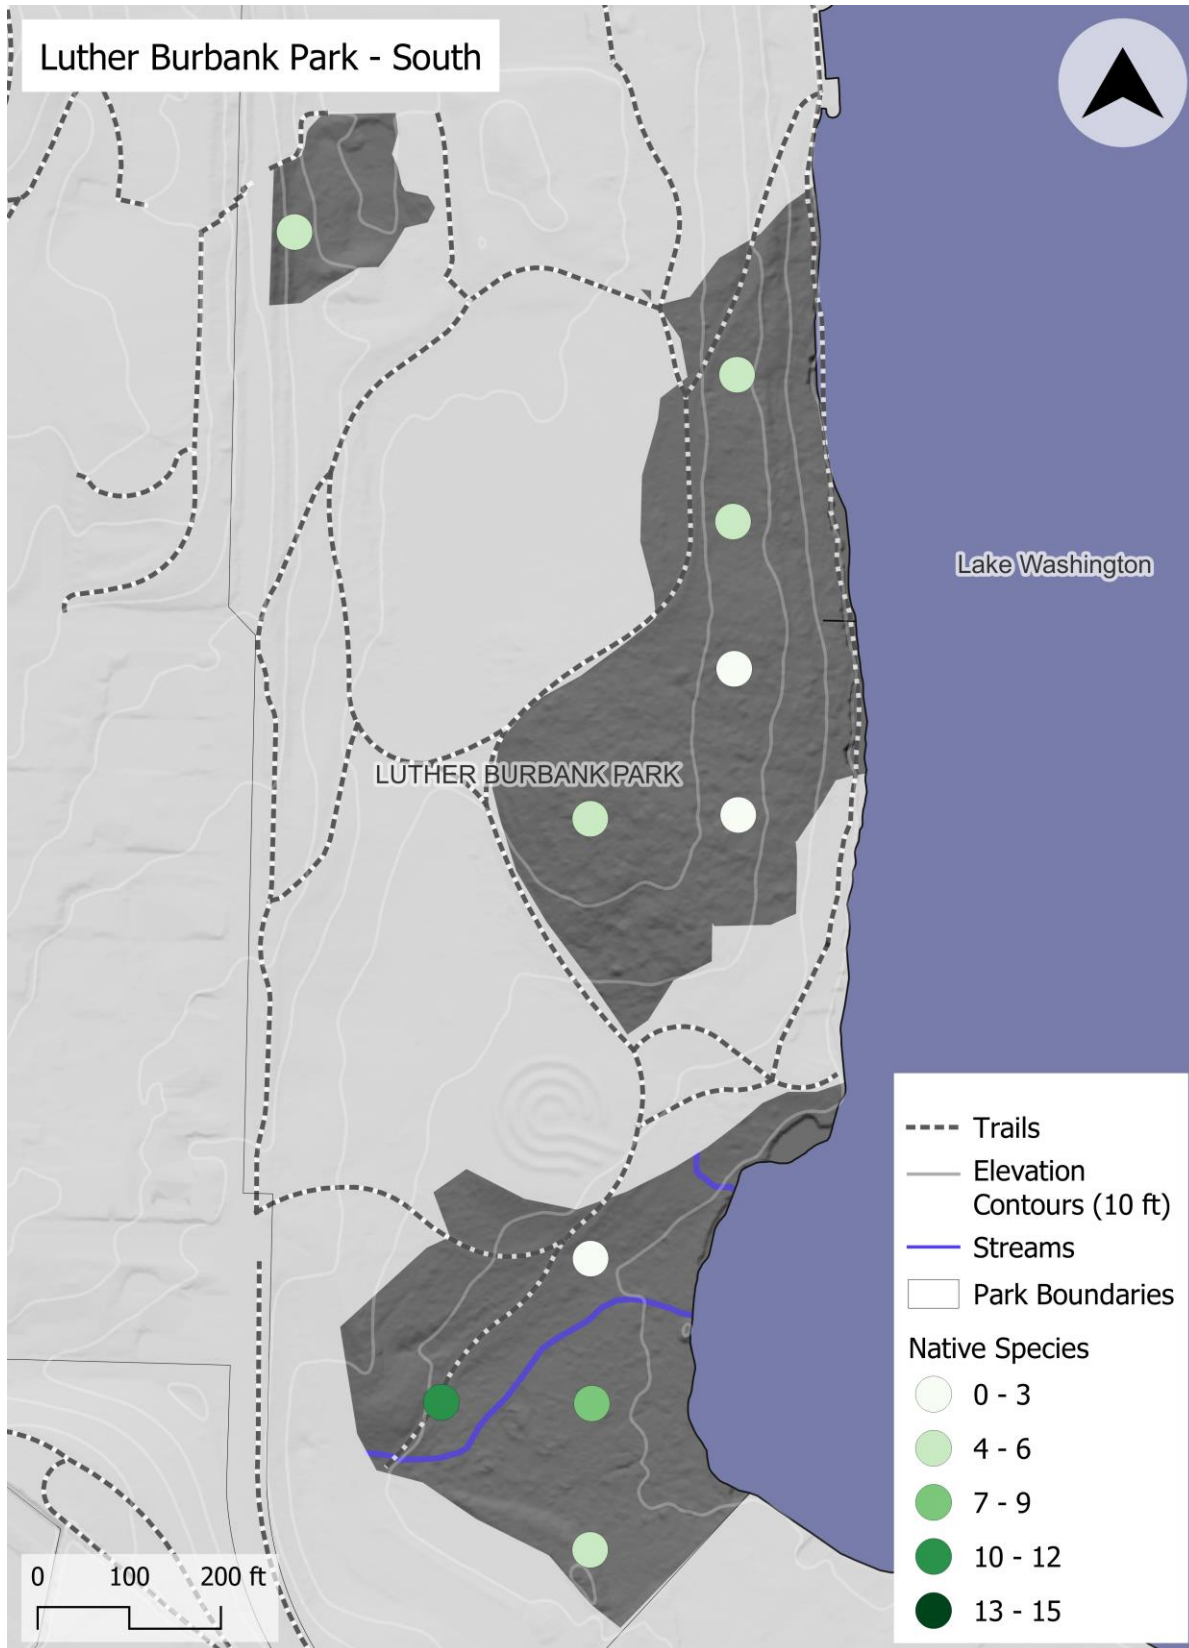 Luther Burbank Park - South
Lake Washington
LUTHER BURBANK PARK
Trails
Elevation
Contours (10 ft)
Streams
Park Boundaries
Native Species
0 - 3
4 - 6
7 - 9
10 - 12
13 - 15
0 100 200 ft